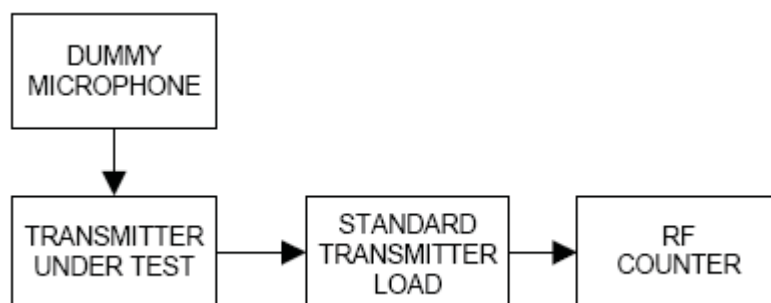 DUMMY
MICROPHONE
TRANSMITTER
UNDER TEST
STANDARD
TRANSMITTER
LOAD
RF
COUNTER